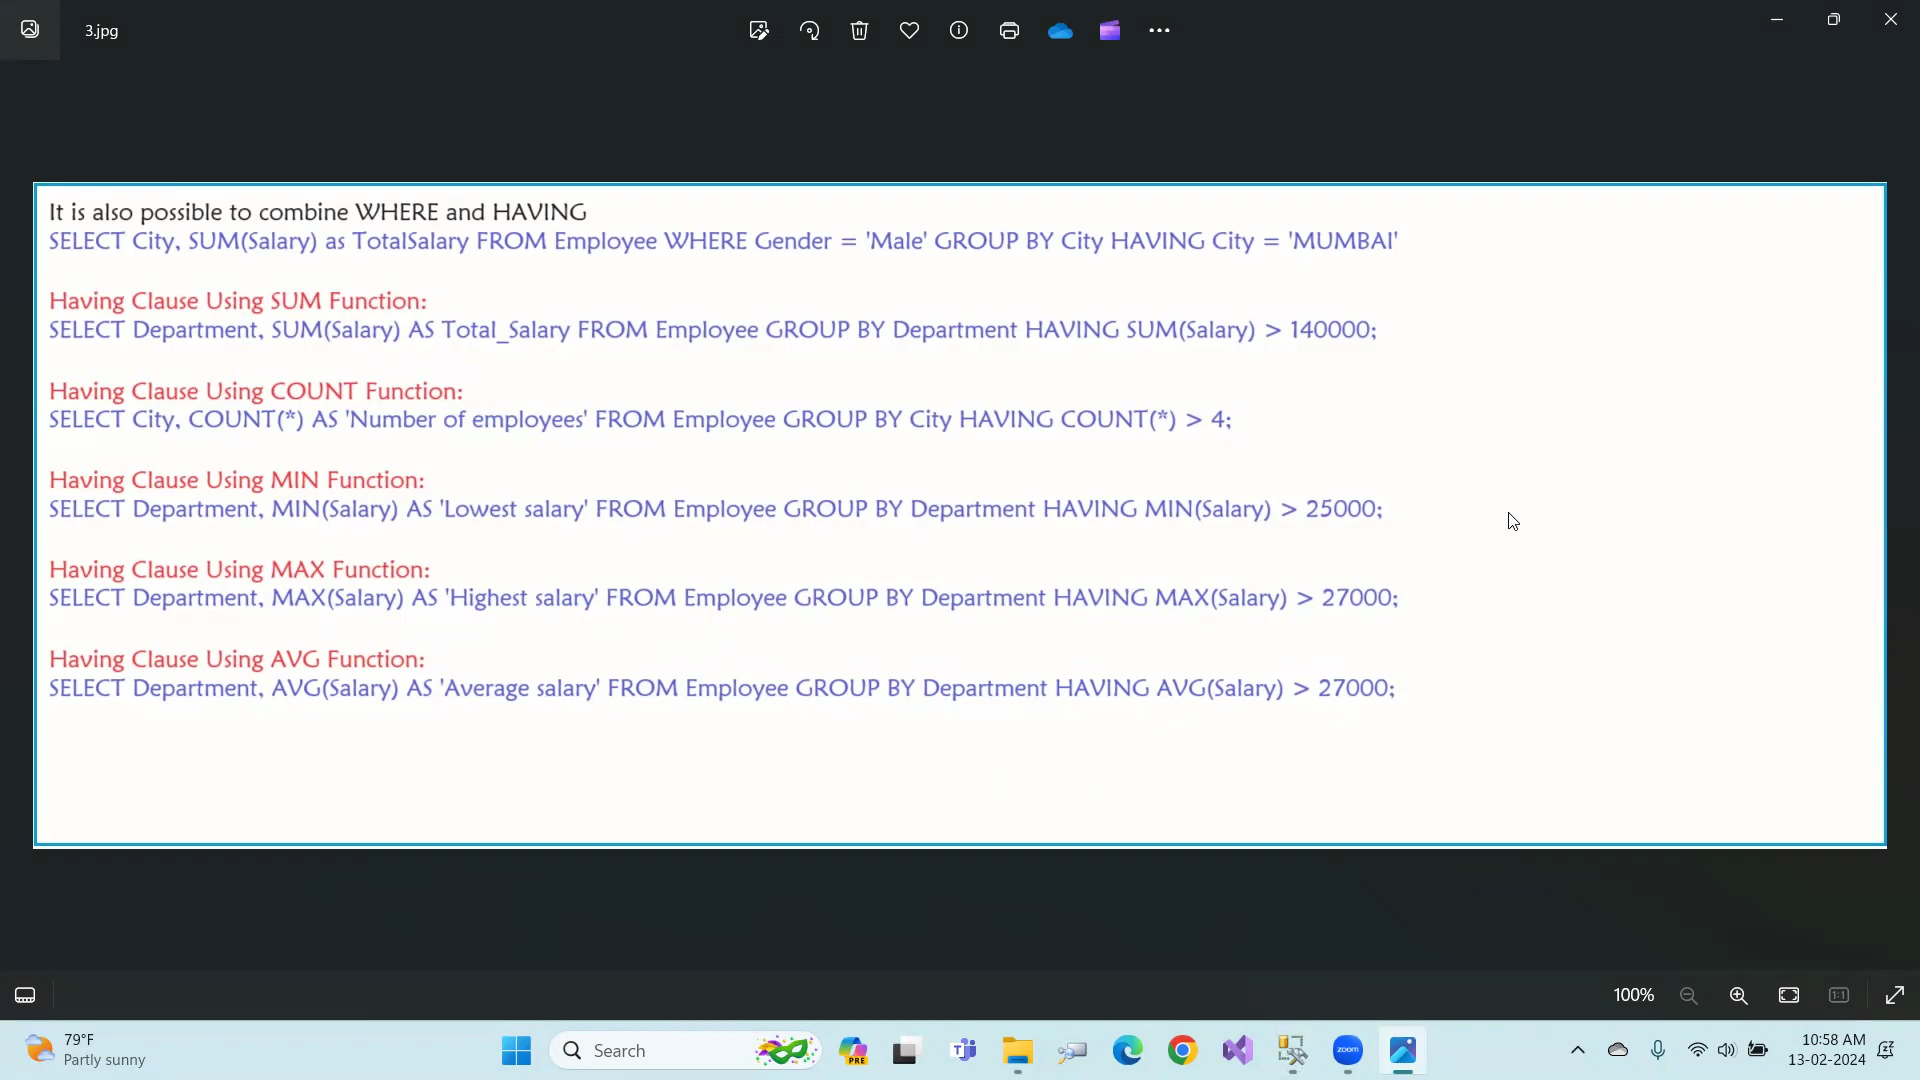 3.jpg
It is also possible to combine WHERE and HAVING
SELECT City, SUM(Salary) as TotalSalary FROM Employee WHERE Gender = 'Male' GROUP BY City HAVING City = 'MUMBAI'
Having Clause Using SUM Function:
SELECT Department, SUM(Salary) AS Total_Salary FROM Employee GROUP BY Department HAVING SUM(Salary) > 140000;
Having Clause Using COUNT Function:
SELECT City, COUNT(*) AS 'Number of employees' FROM Employee GROUP BY City HAVING COUNT(*) > 4;
Having Clause Using MIN Function:
SELECT Department, MIN(Salary) AS 'Lowest salary' FROM Employee GROUP BY Department HAVING MIN(Salary) > 25000;
Having Clause Using MAX Function:
SELECT Department, MAX(Salary) AS 'Highest salary' FROM Employee GROUP BY Department HAVING MAX(Salary) > 27000;
Having Clause Using AVG Function:
SELECT Department, AVG(Salary) AS 'Average salary' FROM Employee GROUP BY Department HAVING AVG(Salary) > 27000;
100%
1:1
79°F
Partly sunny
Search
PRE
zoom
10:58 AM
13-02-2024